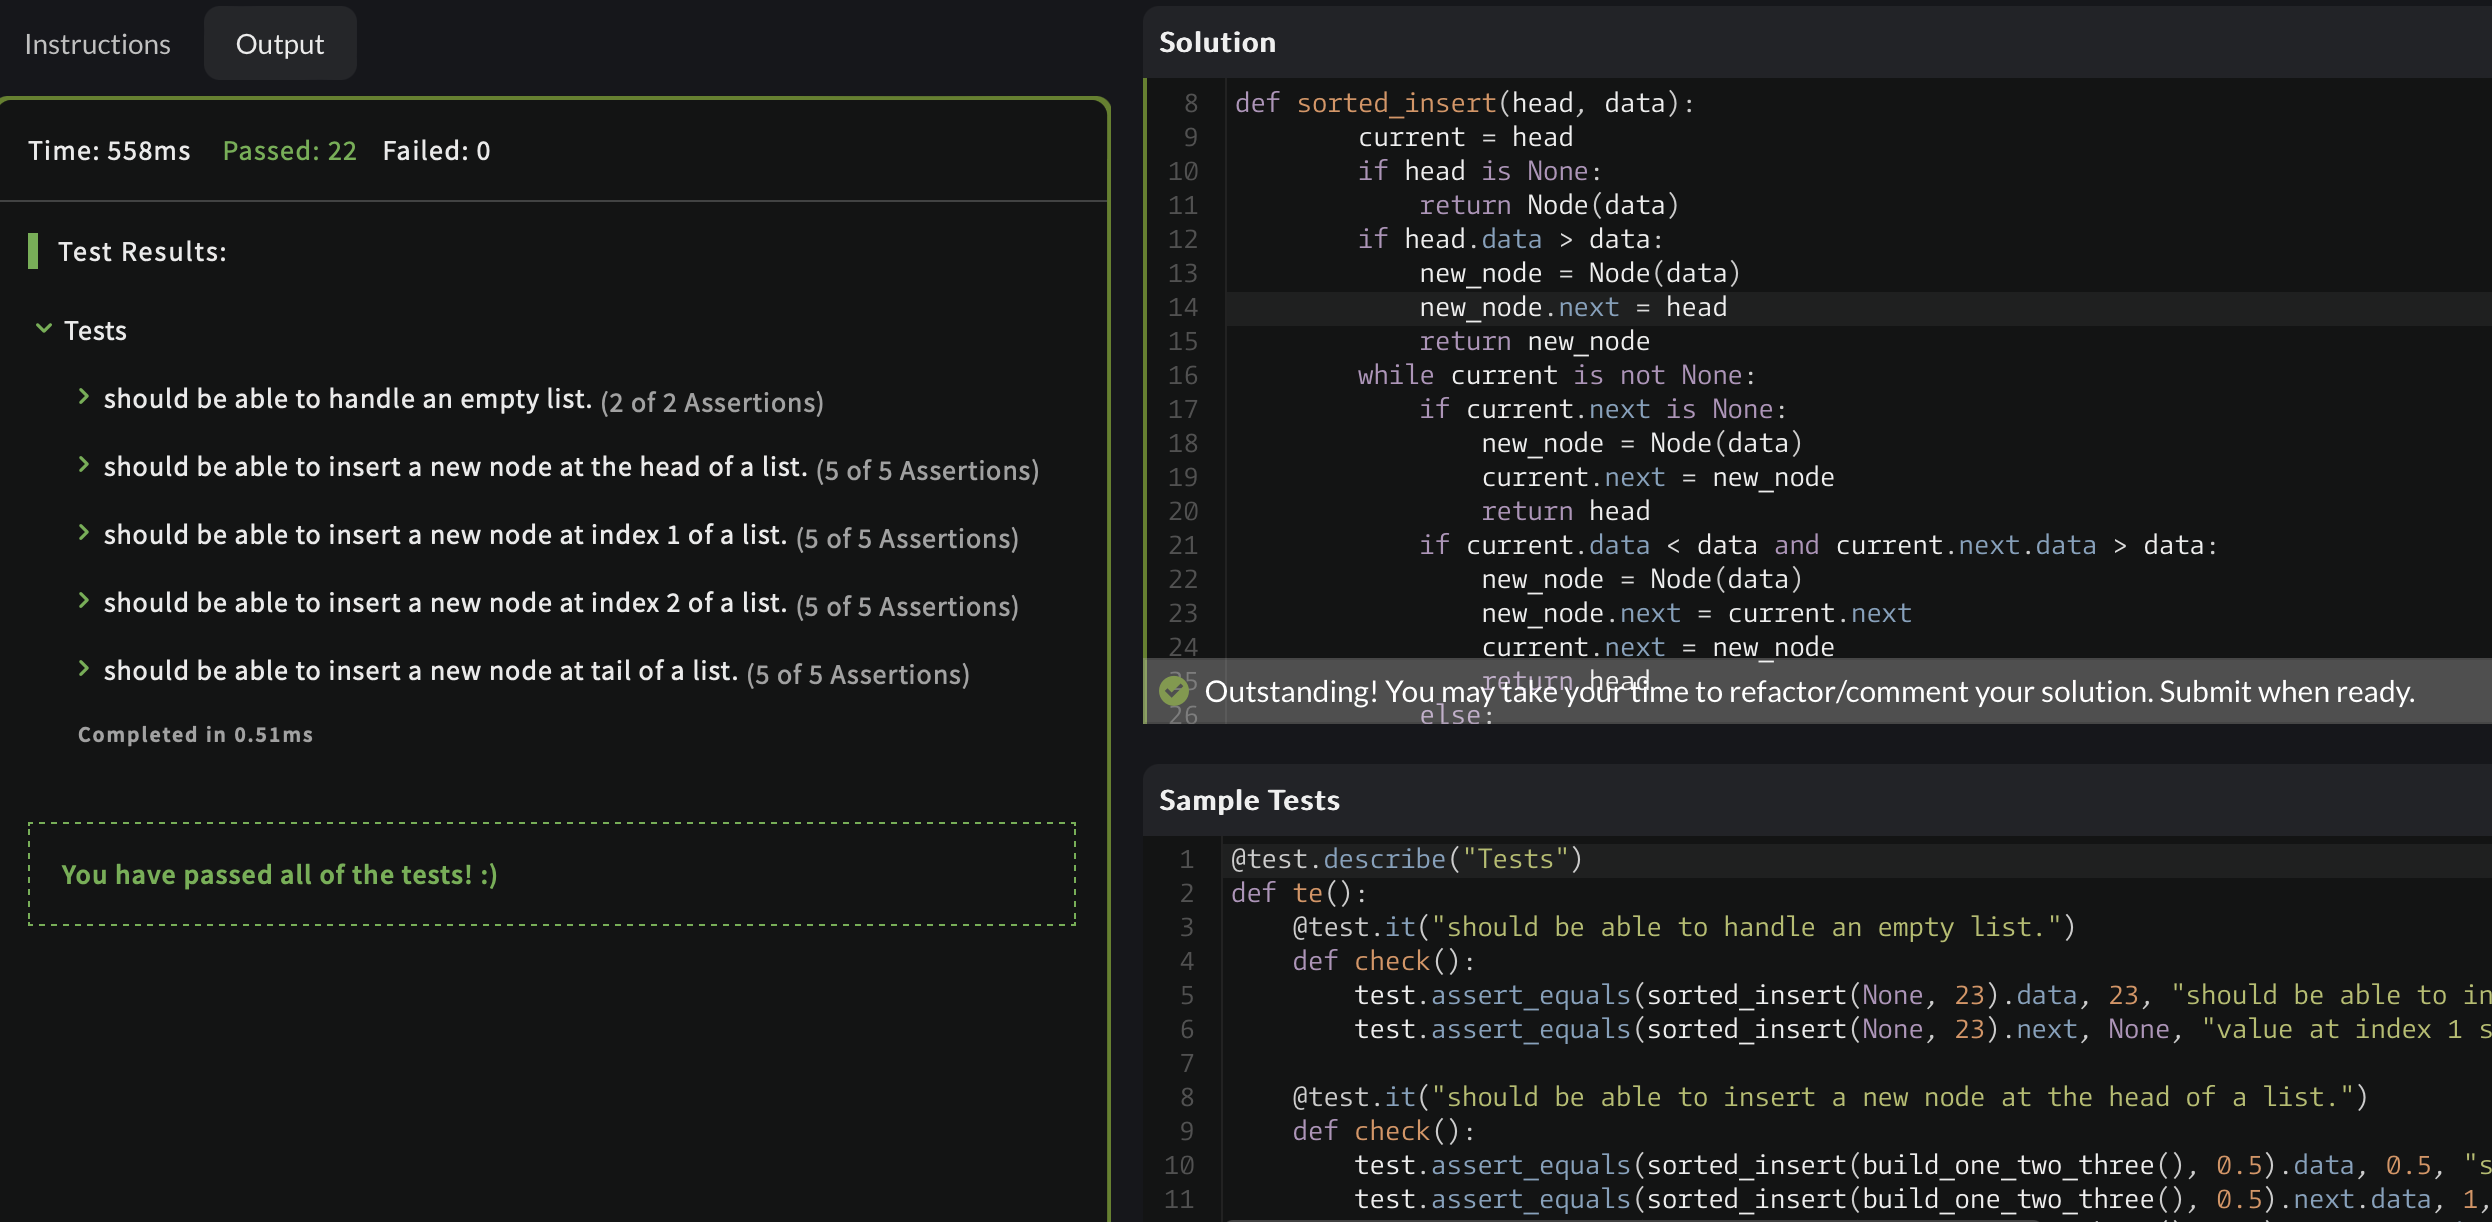 Instructions
Output
Time: 558ms Passed: 22 Failed: 0
Test Results:
Tests
should be able to handle an empty list. (2 of 2 Assertions)
should be able to insert a new node at the head of a list. (5 of 5 Assertions)
should be able to insert a new node at index 1 of a list. (5 of 5 Assertions)
should be able to insert a new node at index 2 of a list. (5 of 5 Assertions)
should be able to insert a new node at tail of a list. (5 of 5 Assertions)
Completed in 0.51ms
You have passed all of the tests! :)
Solution
8 def sorted_insert(head, data):
9         current = head
10         if head is None:
11             return Node(data)
12         if head.data > data:
13             new_node = Node(data)
14             new_node.next = head
15             return new_node
16         while current is not None:
17             if current.next is None:
18                 new_node = Node(data)
19                 current.next = new_node
20                 return head
21             if current.data < data and current.next.data > data:
22                 new_node = Node(data)
23                 new_node.next = current.next
24                 current.next = new_node
25                 return head
Outstanding! You may take your time to refactor/comment your solution. Submit when ready.
26             else:
Sample Tests
1 @test.describe("Tests")
2 def te():
3     @test.it("should be able to handle an empty list.")
4     def check():
5         test.assert_equals(sorted_insert(None, 23).data, 23, "should be able to in
6         test.assert_equals(sorted_insert(None, 23).next, None, "value at index 1 s
7
8     @test.it("should be able to insert a new node at the head of a list.")
9     def check():
10         test.assert_equals(sorted_insert(build_one_two_three(), 0.5).data, 0.5, "s
11         test.assert_equals(sorted_insert(build_one_two_three(), 0.5).next.data, 1,